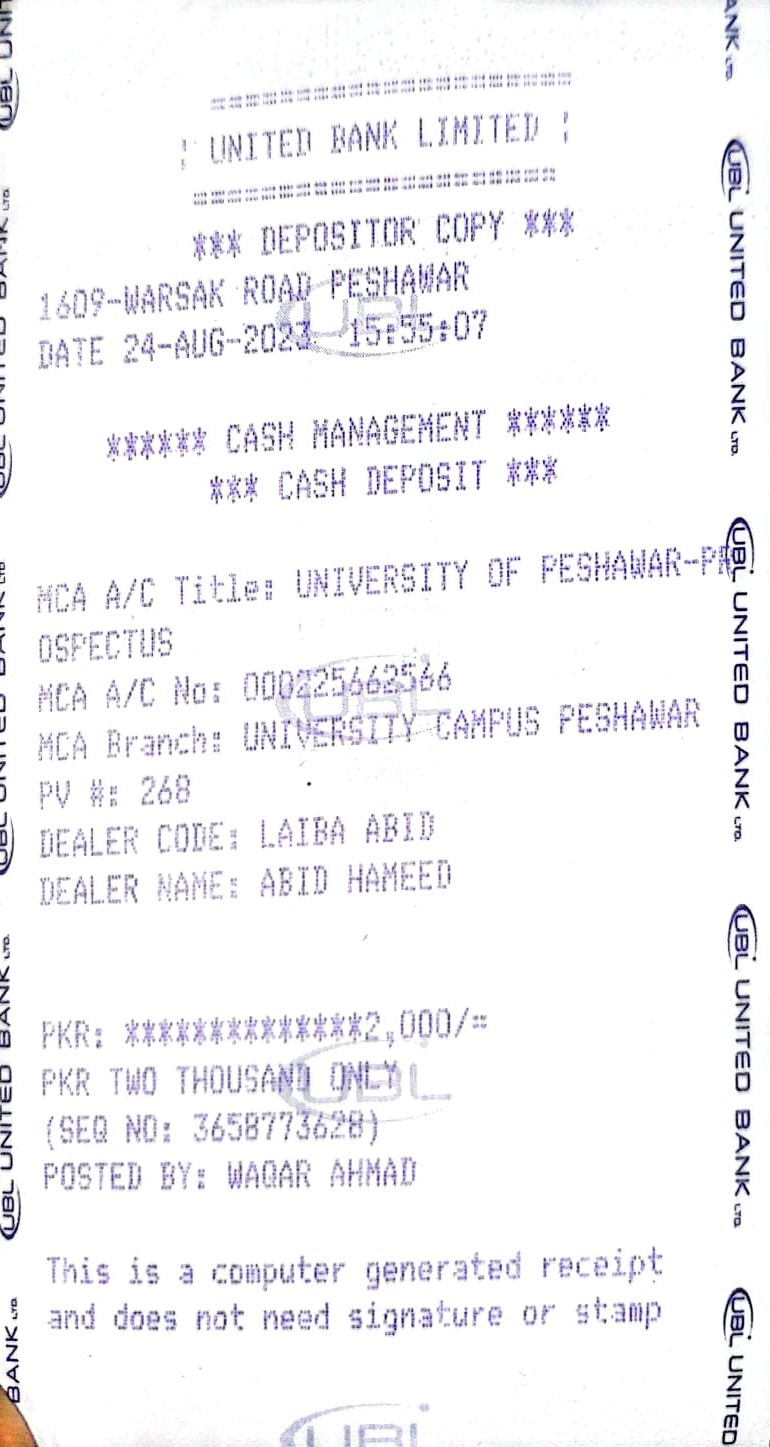 =======================
¦ UNITED BANK LIMITED ¦
=======================
*** DEPOSITOR COPY ***
1609-WARSAK ROAD PESHAWAR
DATE 24-AUG-2023 15:55:07
****** CASH MANAGEMENT ******
*** CASH DEPOSIT ***
MCA A/C Title: UNIVERSITY OF PESHAWAR-PR
OSPECTUS
MCA A/C No: 000225662566
MCA Branch: UNIVERSITY CAMPUS PESHAWAR
PV #: 268
DEALER CODE: LAIBA ABID
DEALER NAME: ABID HAMEED
PKR: **************2,000/=
PKR TWO THOUSAND ONLY
(SEQ NO: 3658773628)
POSTED BY: WAQAR AHMAD
This is a computer generated receipt
and does not need signature or stamp
UBL
UBL
UBL
UBL
UBL UNITED BANK LTD.
UBL UNITED BANK LTD.
UBL UNITED BANK LTD.
BANK LTD.
ANK LTD.
UBL UNITED BANK LTD.
UBL UNITED BANK LTD.
UBL UNITED BANK LTD.
UBL UNITED